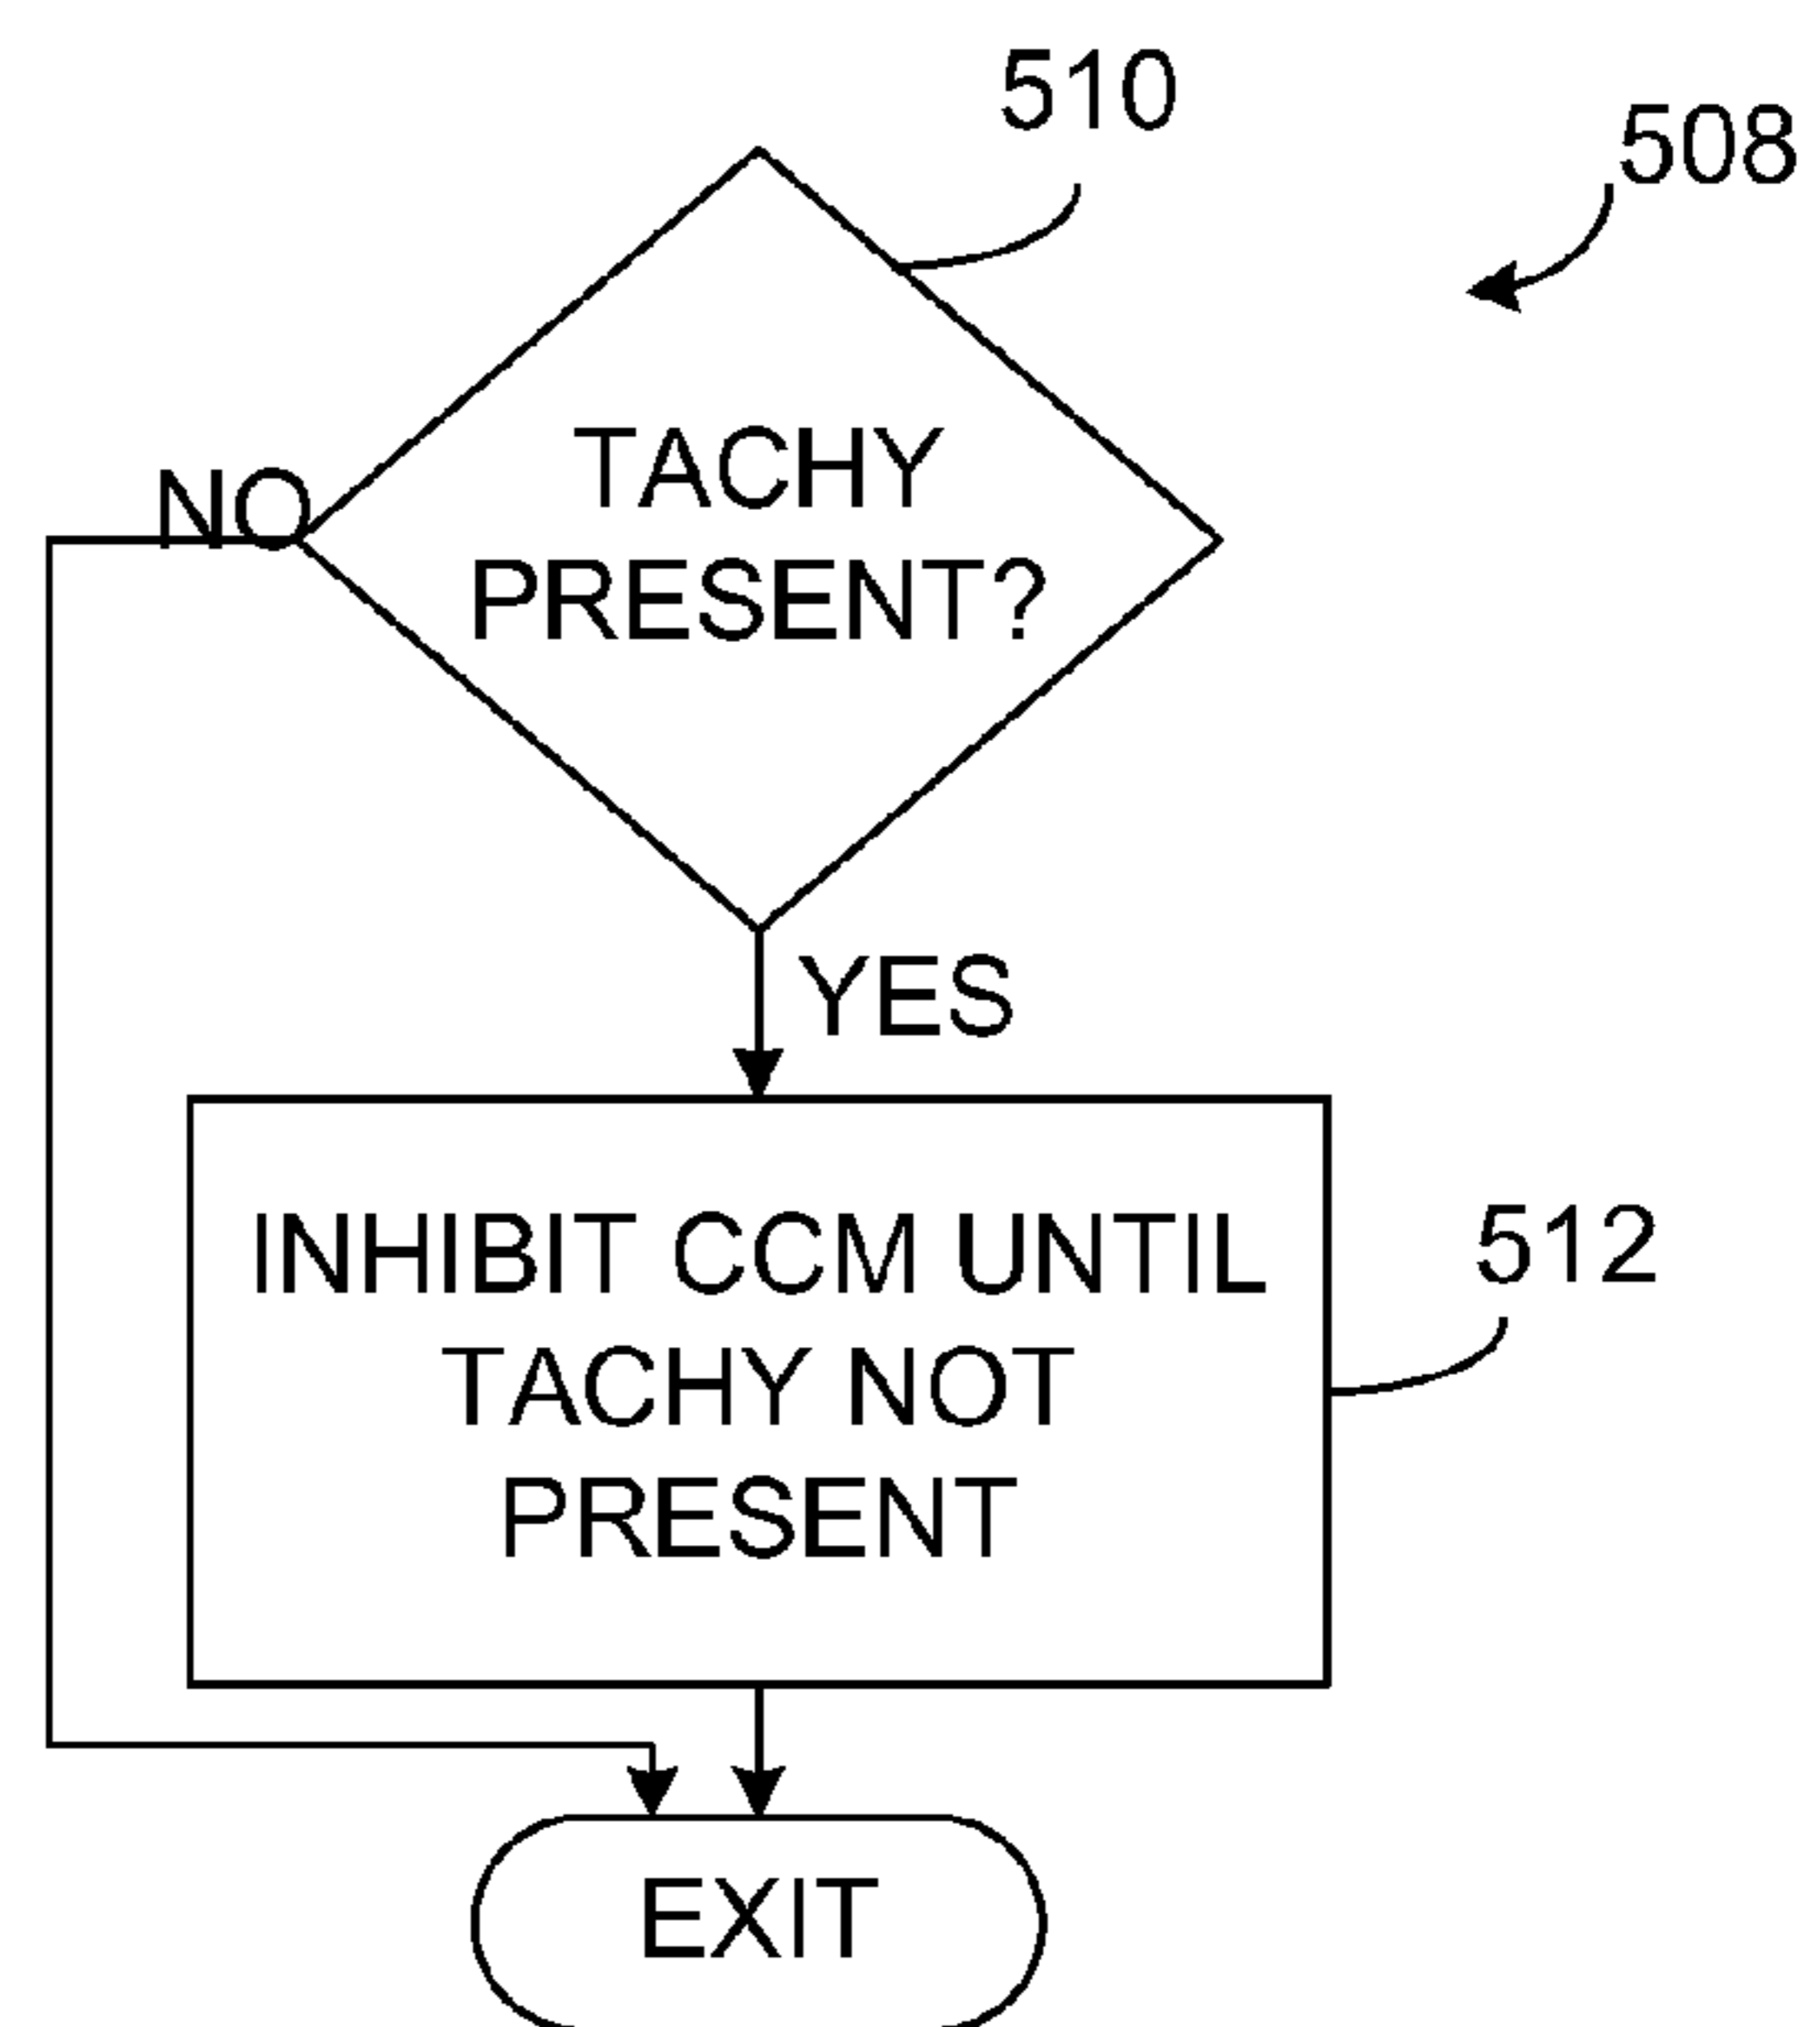 510
508
TACHY
PRESENT?
NO
YES
INHIBIT CCM UNTIL
TACHY NOT
PRESENT
512
EXIT